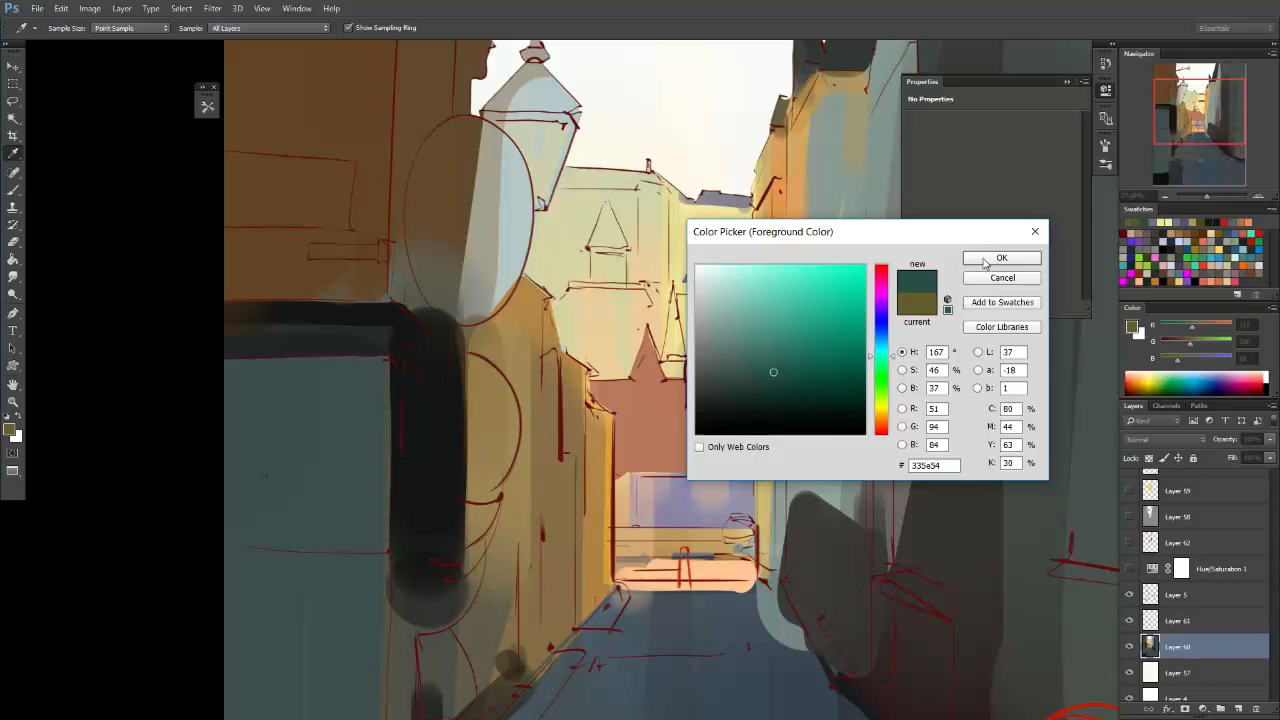 Ps File Edit Image Layer Type Select Filter 3D View Window Help
Sample Size: Point Sample Sample: All Layers Show Sampling Ring Essentials
Navigator
Properties
No Properties
Swatches
Color Picker (Foreground Color)
new
current
OK
Cancel
Add to Swatches
Color Libraries
H: 167 °
S: 46 %
B: 37 %
R: 51
G: 94
B: 84
# 335e54
L: 37
a: -18
b: 1
C: 80 %
M: 44 %
Y: 63 %
K: 30 %
Only Web Colors
Color
R
G
B
Layers Channels Paths
Kind
Normal Opacity:
Lock: Fill:
Layer 59
Layer 58
Layer 62
Hue/Saturation 1
Layer 5
Layer 61
Layer 60
Layer 57
Layer 4